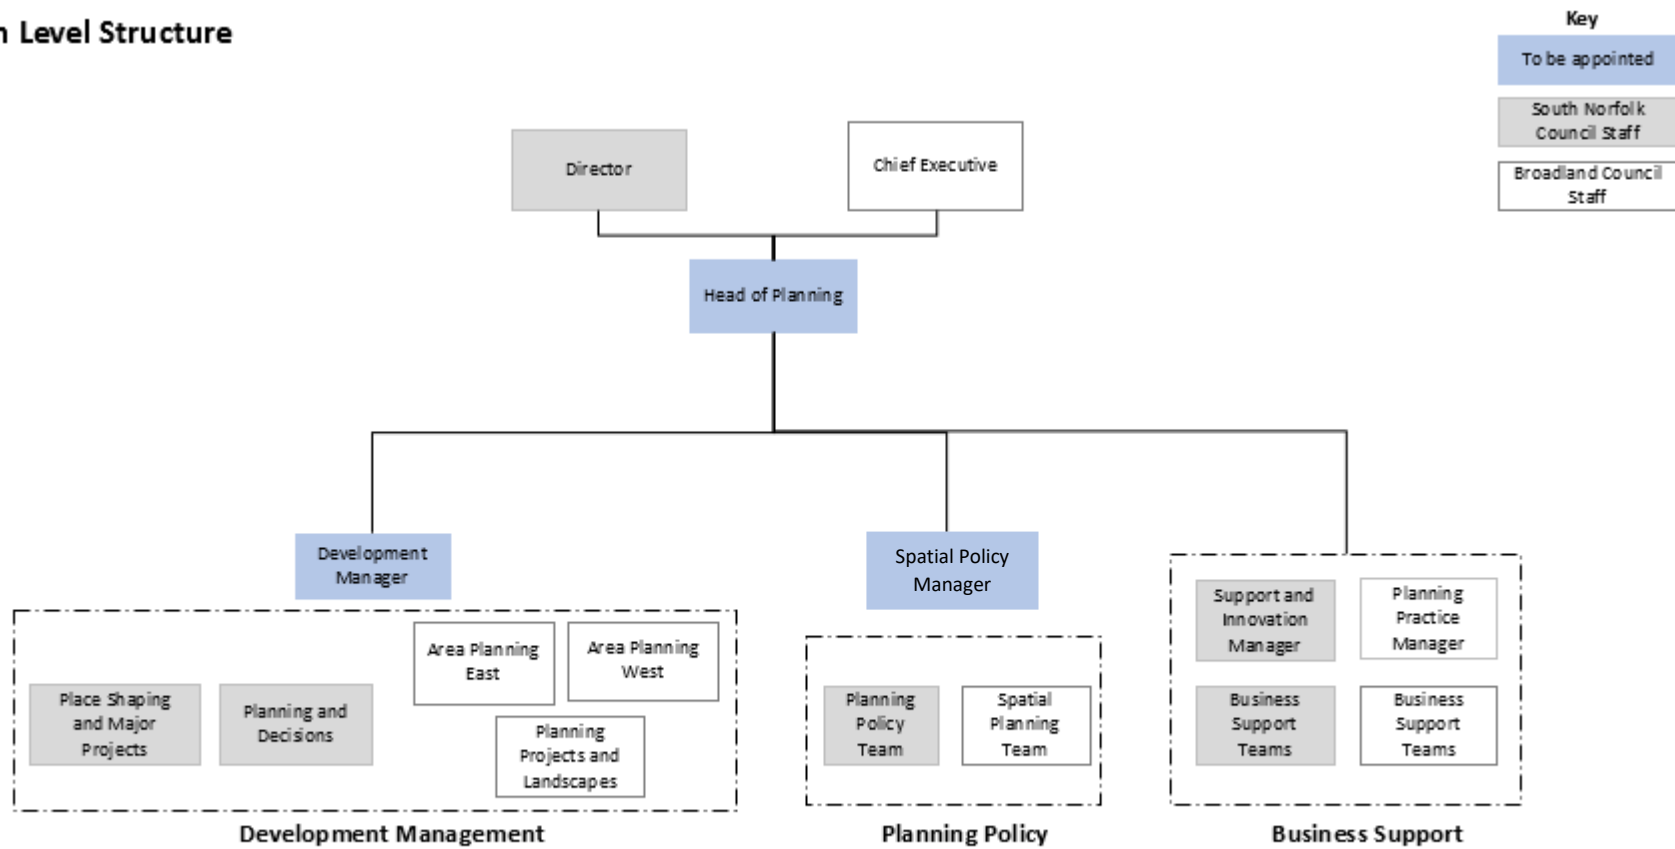 n Level Structure
Key
To be appointed
South Norfolk
Council Staff
Broadland Council
Staff
Director
Chief Executive
Head of Planning
Development
Manager
Spatial Policy
Manager
Place Shaping
and Major
Projects
Planning and
Decisions
Area Planning
East
Area Planning
West
Planning
Projects and
Landscapes
Planning
Policy
Team
Spatial
Planning
Team
Support and
Innovation
Manager
Planning
Practice
Manager
Business
Support
Teams
Business
Support
Teams
Development Management
Planning Policy
Business Support